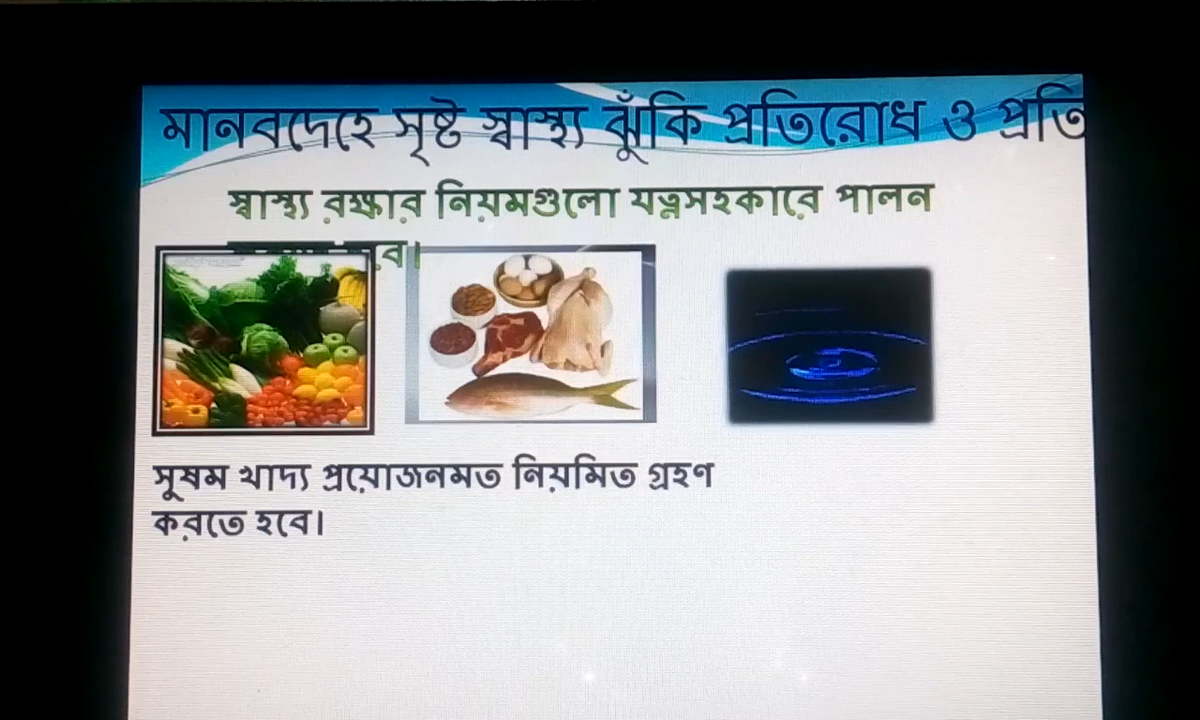 মানবদেহে সৃষ্ট স্বাস্থ্য ঝুঁকি প্রতিরোধ ও প্রতি
স্বাস্থ্য রক্ষার নিয়মগুলো যত্নসহকারে পালন
সুষম খাদ্য প্রয়োজনমত নিয়মিত গ্রহণ
করতে হবে।